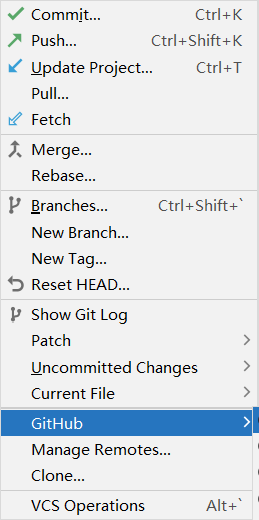 Commit... Ctrl+K
Push... Ctrl+Shift+K
Update Project... Ctrl+T
Pull...
Fetch
Merge...
Rebase...
Branches... Ctrl+Shift+`
New Branch...
New Tag...
Reset HEAD...
Show Git Log
Patch
Uncommitted Changes
Current File
GitHub
Manage Remotes...
Clone...
VCS Operations Alt+`